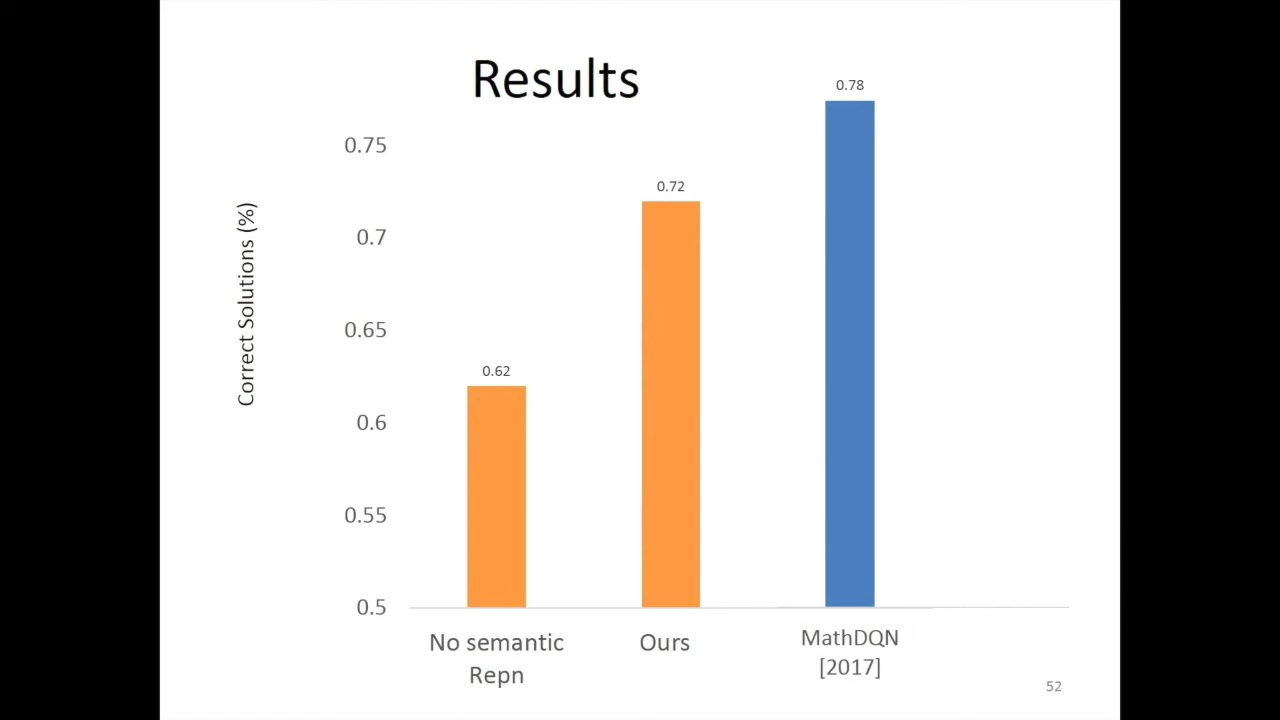 Results
0.78
0.75
0.72
0.7
Correct Solutions (%)
0.65
0.62
0.6
0.55
0.5
No semantic
Repn
Ours
MathDQN
[2017]
52